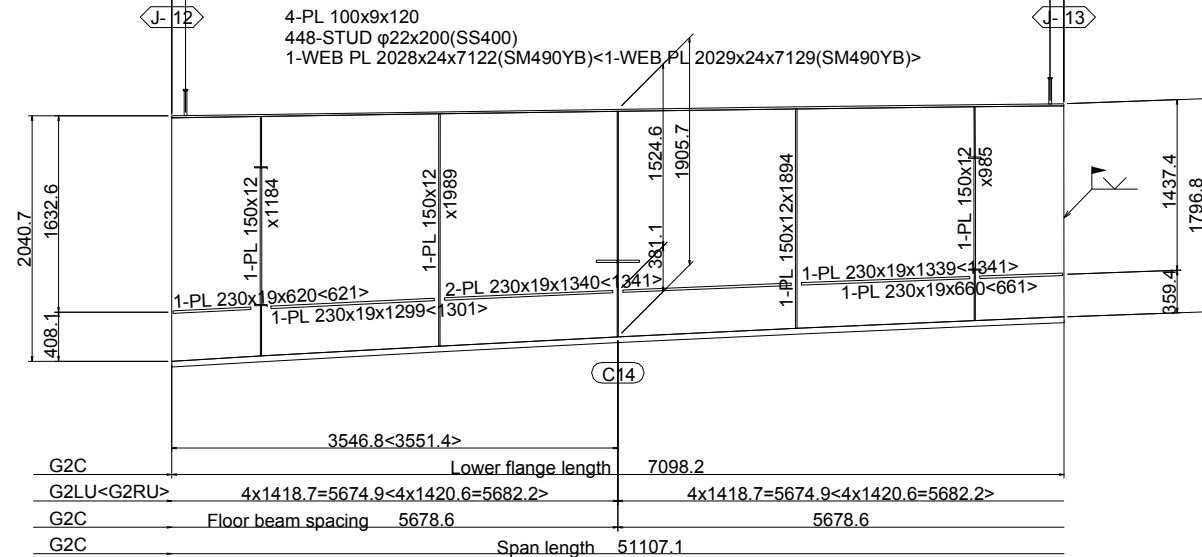 J- 12
J- 13
4-PL 100x9x120
448-STUD φ22x200(SS400)
1-WEB PL 2028x24x7122(SM490YB)<1-WEB PL 2029x24x7129(SM490YB)>
2040.7
1632.6
408.1
1-PL 150x12
x1184
1-PL 150x12
x1989
1524.6
1905.7
381.1
1-PL 150x12x1894
1-PL 150x12
x985
1437.4
1796.8
359.4
1-PL 230x19x620<621>
1-PL 230x19x1299<1301>
2-PL 230x19x1340<1341>
1-PL 230x19x1339<1341>
1-PL 230x19x660<661>
C14
3546.8<3551.4>
G2C Lower flange length 7098.2
G2LU<G2RU> 4x1418.7=5674.9<4x1420.6=5682.2> 4x1418.7=5674.9<4x1420.6=5682.2>
G2C Floor beam spacing 5678.6 5678.6
G2C Span length 51107.1